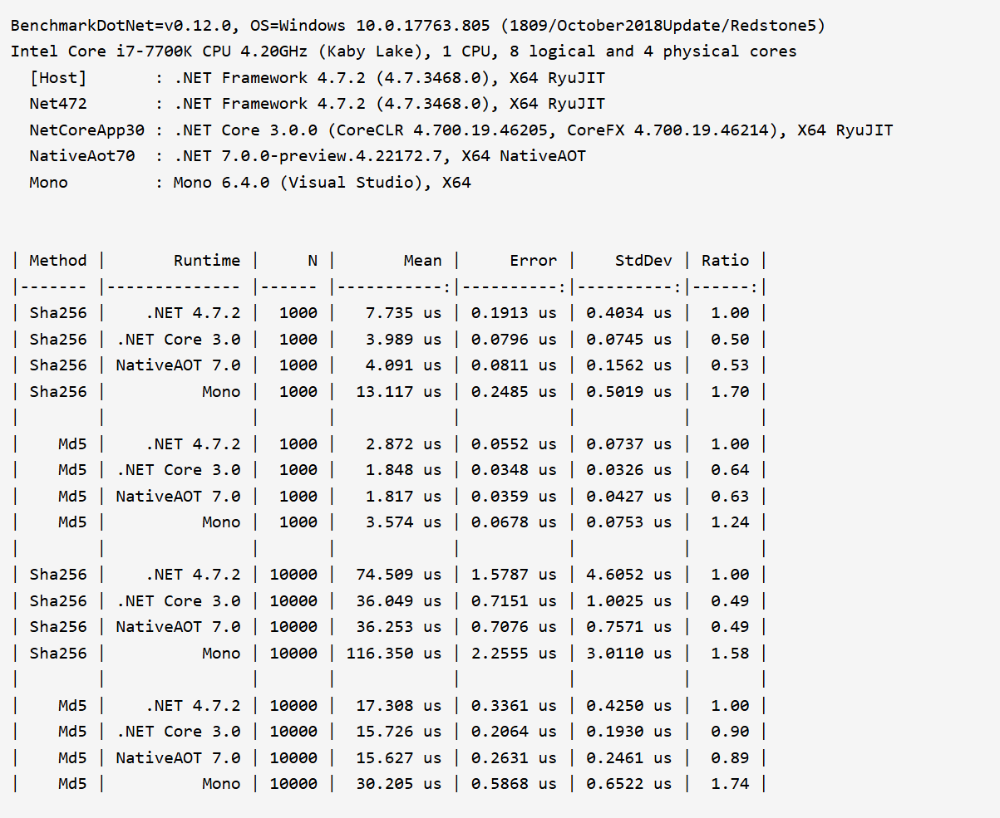 BenchmarkDotNet=v0.12.0, OS=Windows 10.0.17763.805 (1809/October2018Update/Redstone5)
Intel Core i7-7700K CPU 4.20GHz (Kaby Lake), 1 CPU, 8 logical and 4 physical cores
  [Host]       : .NET Framework 4.7.2 (4.7.3468.0), X64 RyuJIT
  Net472       : .NET Framework 4.7.2 (4.7.3468.0), X64 RyuJIT
  NetCoreApp30 : .NET Core 3.0.0 (CoreCLR 4.700.19.46205, CoreFX 4.700.19.46214), X64 RyuJIT
  NativeAot70  : .NET 7.0.0-preview.4.22172.7, X64 NativeAOT
  Mono         : Mono 6.4.0 (Visual Studio), X64

| Method |       Runtime |     N |       Mean |     Error |    StdDev | Ratio |
|------- |-------------- |------ |-----------:|----------:|----------:|------:|
| Sha256 |    .NET 4.7.2 |  1000 |   7.735 us | 0.1913 us | 0.4034 us |  1.00 |
| Sha256 | .NET Core 3.0 |  1000 |   3.989 us | 0.0796 us | 0.0745 us |  0.50 |
| Sha256 | NativeAOT 7.0 |  1000 |   4.091 us | 0.0811 us | 0.1562 us |  0.53 |
| Sha256 |          Mono |  1000 |  13.117 us | 0.2485 us | 0.5019 us |  1.70 |
|        |               |       |            |           |           |       |
|    Md5 |    .NET 4.7.2 |  1000 |   2.872 us | 0.0552 us | 0.0737 us |  1.00 |
|    Md5 | .NET Core 3.0 |  1000 |   1.848 us | 0.0348 us | 0.0326 us |  0.64 |
|    Md5 | NativeAOT 7.0 |  1000 |   1.817 us | 0.0359 us | 0.0427 us |  0.63 |
|    Md5 |          Mono |  1000 |   3.574 us | 0.0678 us | 0.0753 us |  1.24 |
|        |               |       |            |           |           |       |
| Sha256 |    .NET 4.7.2 | 10000 |  74.509 us | 1.5787 us | 4.6052 us |  1.00 |
| Sha256 | .NET Core 3.0 | 10000 |  36.049 us | 0.7151 us | 1.0025 us |  0.49 |
| Sha256 | NativeAOT 7.0 | 10000 |  36.253 us | 0.7076 us | 0.7571 us |  0.49 |
| Sha256 |          Mono | 10000 | 116.350 us | 2.2555 us | 3.0110 us |  1.58 |
|        |               |       |            |           |           |       |
|    Md5 |    .NET 4.7.2 | 10000 |  17.308 us | 0.3361 us | 0.4250 us |  1.00 |
|    Md5 | .NET Core 3.0 | 10000 |  15.726 us | 0.2064 us | 0.1930 us |  0.90 |
|    Md5 | NativeAOT 7.0 | 10000 |  15.627 us | 0.2631 us | 0.2461 us |  0.89 |
|    Md5 |          Mono | 10000 |  30.205 us | 0.5868 us | 0.6522 us |  1.74 |